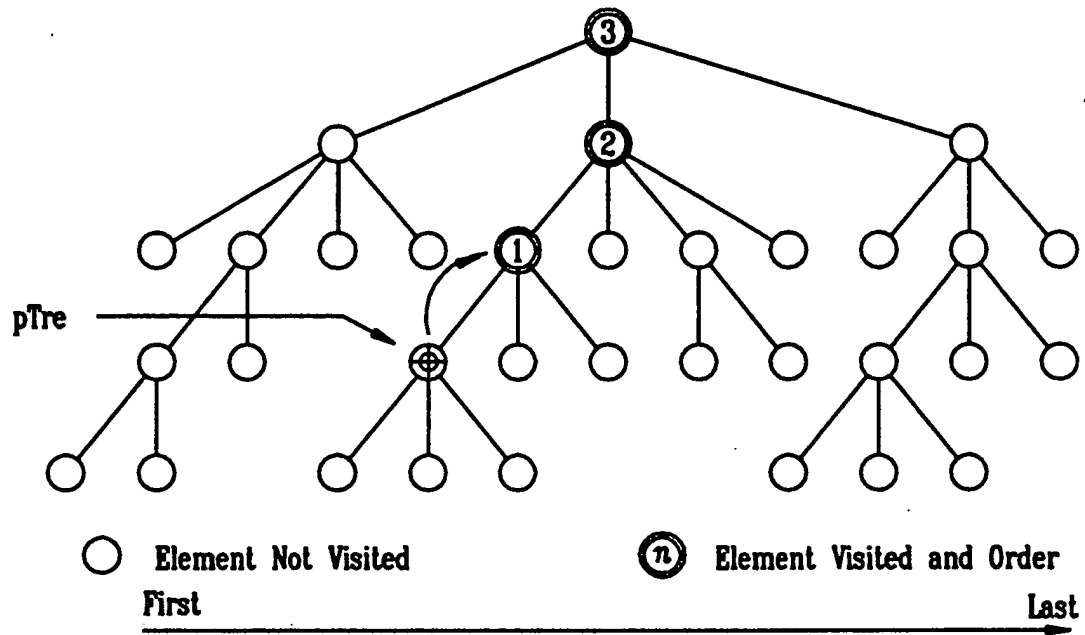 3
2
1
pTre
Element Not Visited
n Element Visited and Order
First
Last